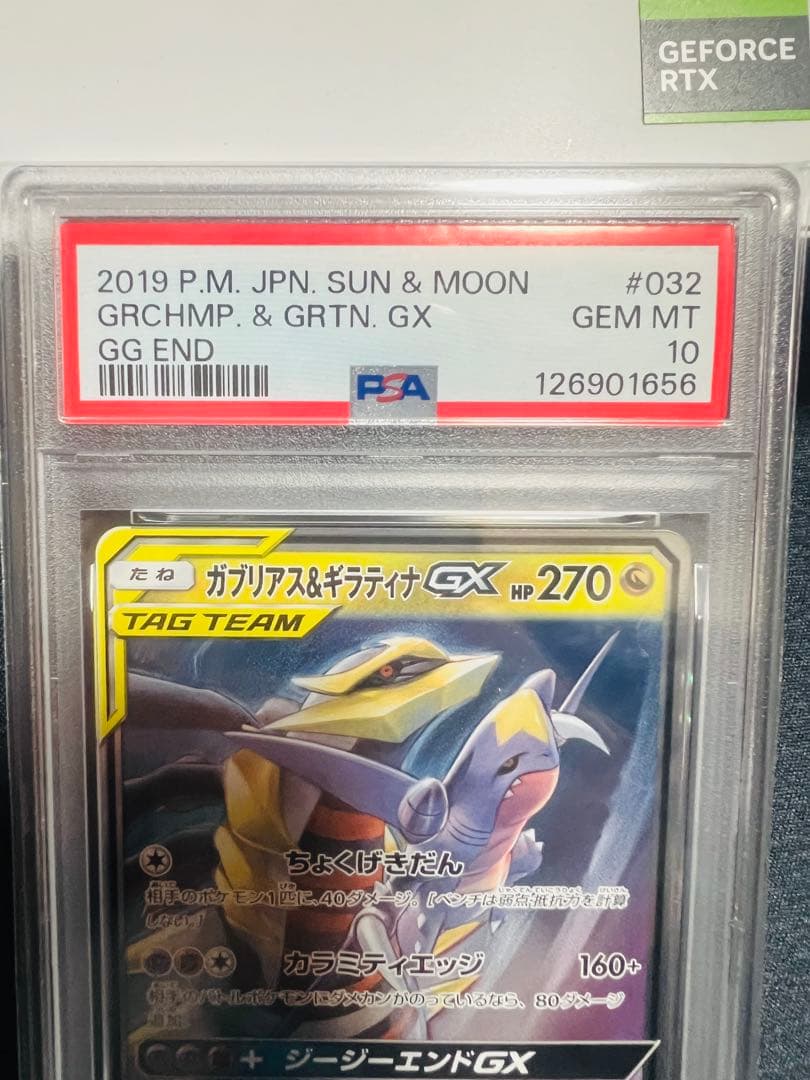 GEFORCE
RTX
2019 P.M. JPN. SUN & MOON #032
GRCHMP. & GRTN. GX GEM MT
GG END 10
PSA 126901656
たね ガブリアス&ギラティナGX HP270
TAG TEAM
ちょくげきだん
相手のポケモン1匹に、40ダメージ。[ベンチは弱点・抵抗力を計算
しない。]
カラミティエッジ 160+
相手のバトルポケモンにダメカンがのっているなら、80ダメージ
追加。
+ ジージーエンドGX